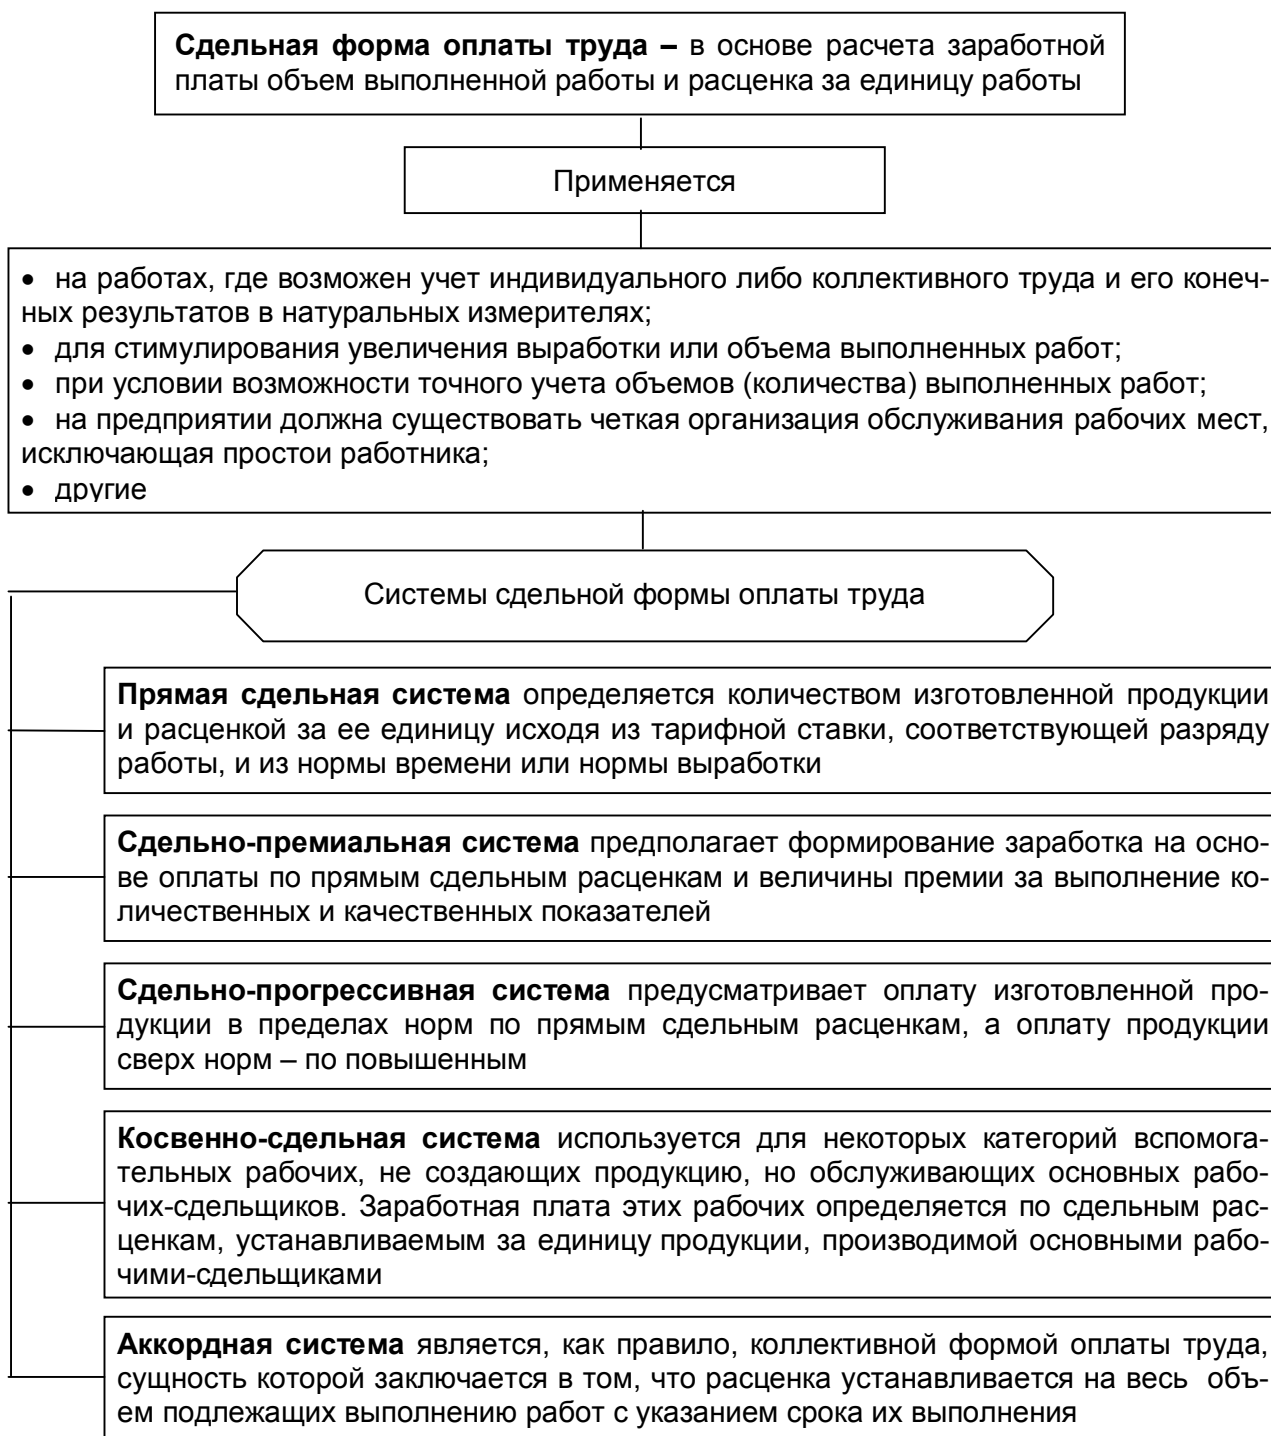 Сдельная форма оплаты труда – в основе расчета заработной
платы объем выполненной работы и расценка за единицу работы
Применяется
• на работах, где возможен учет индивидуального либо коллективного труда и его конеч-
ных результатов в натуральных измерителях;
• для стимулирования увеличения выработки или объема выполненных работ;
• при условии возможности точного учета объемов (количества) выполненных работ;
• на предприятии должна существовать четкая организация обслуживания рабочих мест,
исключающая простои работника;
• другие
Системы сдельной формы оплаты труда
Прямая сдельная система определяется количеством изготовленной продукции
и расценкой за ее единицу исходя из тарифной ставки, соответствующей разряду
работы, и из нормы времени или нормы выработки
Сдельно-премиальная система предполагает формирование заработка на осно-
ве оплаты по прямым сдельным расценкам и величины премии за выполнение ко-
личественных и качественных показателей
Сдельно-прогрессивная система предусматривает оплату изготовленной про-
дукции в пределах норм по прямым сдельным расценкам, а оплату продукции
сверх норм – по повышенным
Косвенно-сдельная система используется для некоторых категорий вспомога-
тельных рабочих, не создающих продукцию, но обслуживающих основных рабо-
чих-сдельщиков. Заработная плата этих рабочих определяется по сдельным рас-
ценкам, устанавливаемым за единицу продукции, производимой основными рабо-
чими-сдельщиками
Аккордная система является, как правило, коллективной формой оплаты труда,
сущность которой заключается в том, что расценка устанавливается на весь объ-
ем подлежащих выполнению работ с указанием срока их выполнения